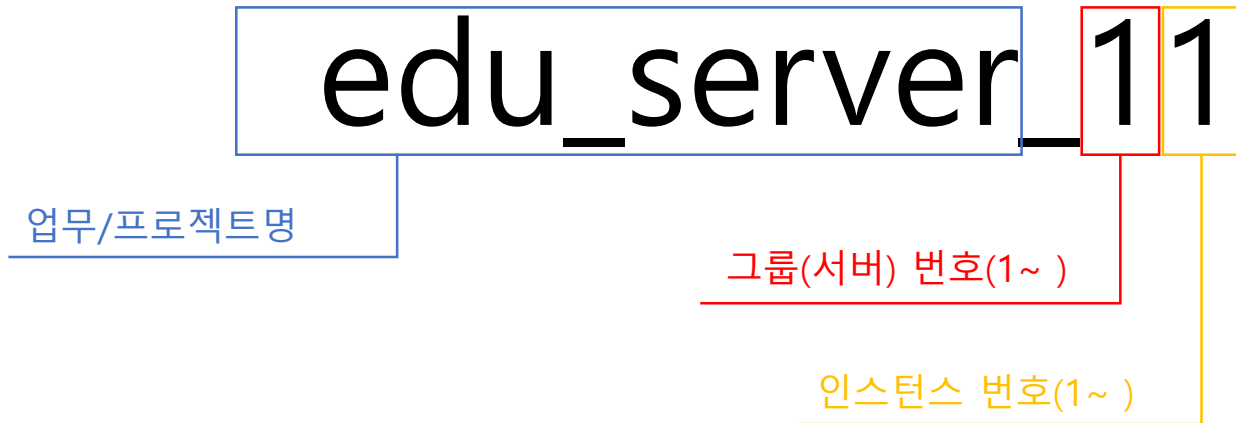 edu_server_11
업무/프로젝트명
그룹(서버) 번호(1~ )
인스턴스 번호(1~ )